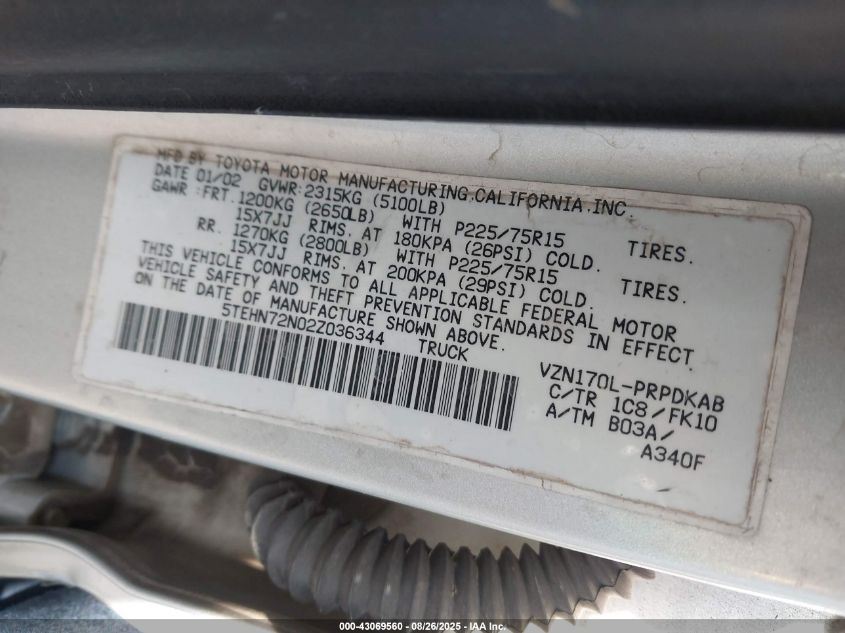 MFD BY TOYOTA MOTOR MANUFACTURING.CALIFORNIA.INC.
DATE 01/02 GVWR:2315KG (5100LB)
GAWR :FRT.1200KG (2650LB) WITH P225/75R15 TIRES.
15X7JJ RIMS. AT 180KPA (26PSI) COLD.
RR. 1270KG (2800LB) WITH P225/75R15 TIRES.
15X7JJ RIMS. AT 200KPA (29PSI) COLD.
THIS VEHICLE CONFORMS TO ALL APPLICABLE FEDERAL MOTOR
VEHICLE SAFETY AND THEFT PREVENTION STANDARDS IN EFFECT
ON THE DATE OF MANUFACTURE SHOWN ABOVE.
5TEHN72N02Z036344 TRUCK
VZN170L-PRPDKAB
C/TR 1C8/FK10
A/TM B03A/
A340F
000-43069560 - 08/26/2025 - IAA Inc.